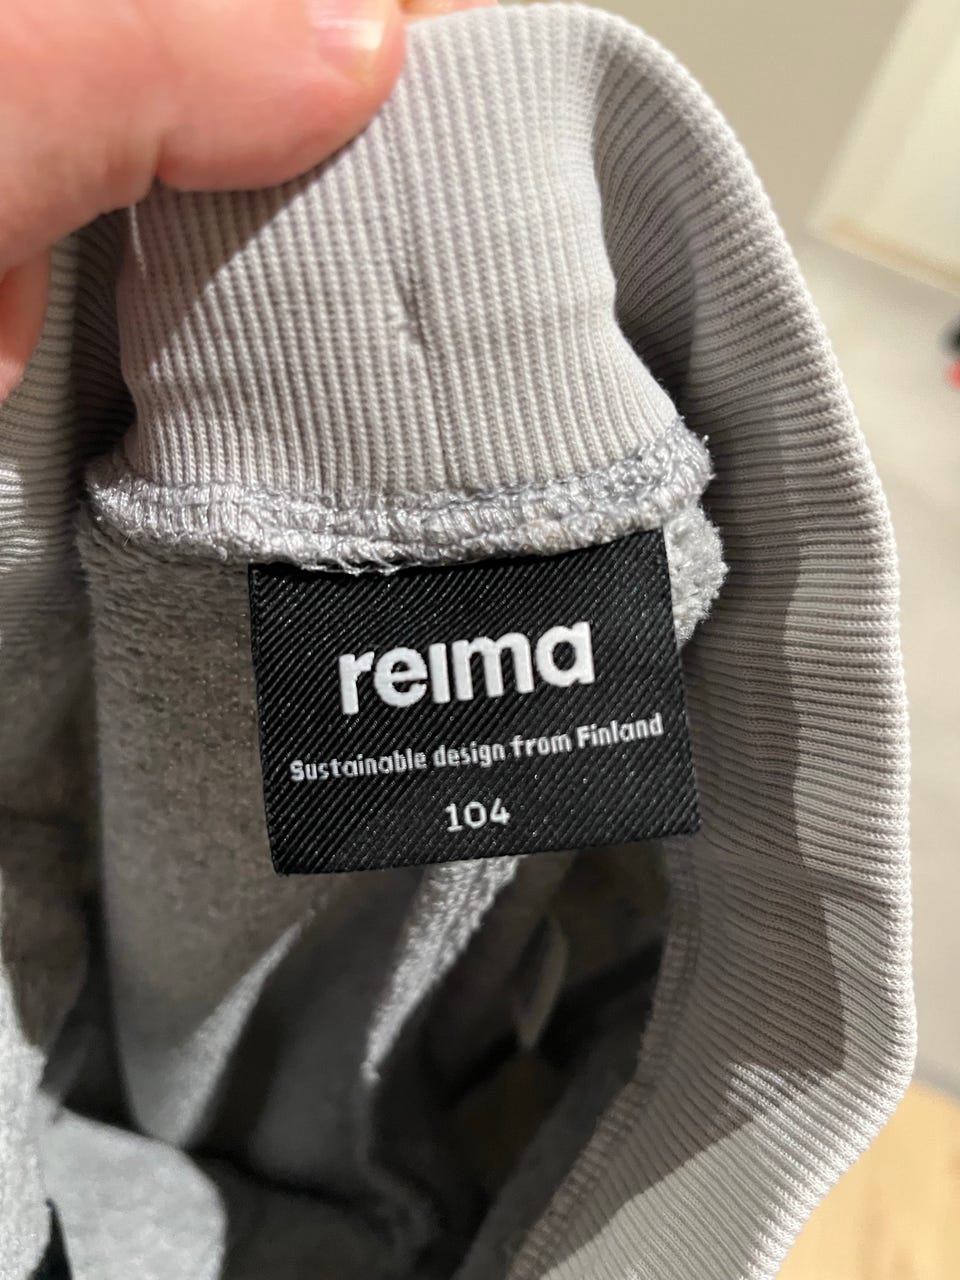 reima
Sustainable design from Finland
104